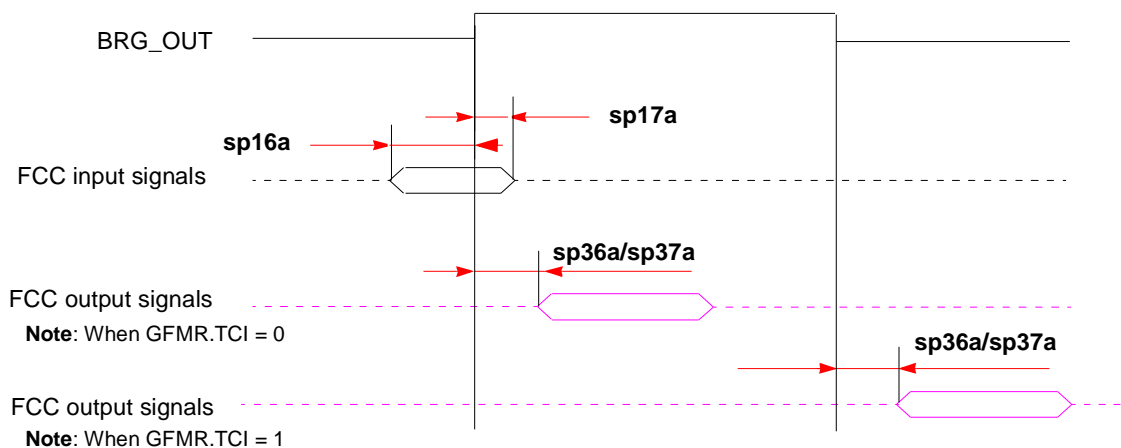 BRG_OUT
sp17a
sp16a
FCC input signals
sp36a/sp37a
FCC output signals
Note: When GFMR.TCI = 0
sp36a/sp37a
FCC output signals
Note: When GFMR.TCI = 1